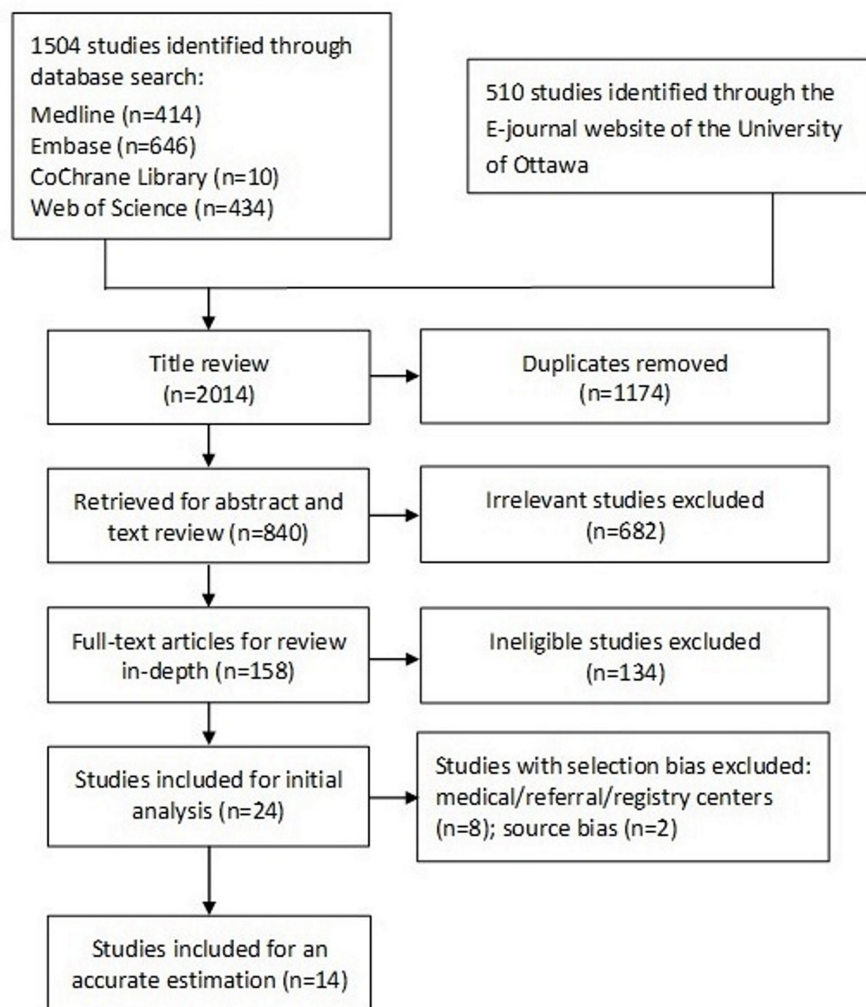 1504 studies identified through
database search:
Medline (n=414)
Embase (n=646)
CoChrane Library (n=10)
Web of Science (n=434)
510 studies identified through the
E-journal website of the University
of Ottawa
Title review
(n=2014)
Duplicates removed
(n=1174)
Retrieved for abstract and
text review (n=840)
Irrelevant studies excluded
(n=682)
Full-text articles for review
in-depth (n=158)
Ineligible studies excluded
(n=134)
Studies included for initial
analysis (n=24)
Studies with selection bias excluded:
medical/referral/registry centers
(n=8); source bias (n=2)
Studies included for an
accurate estimation (n=14)